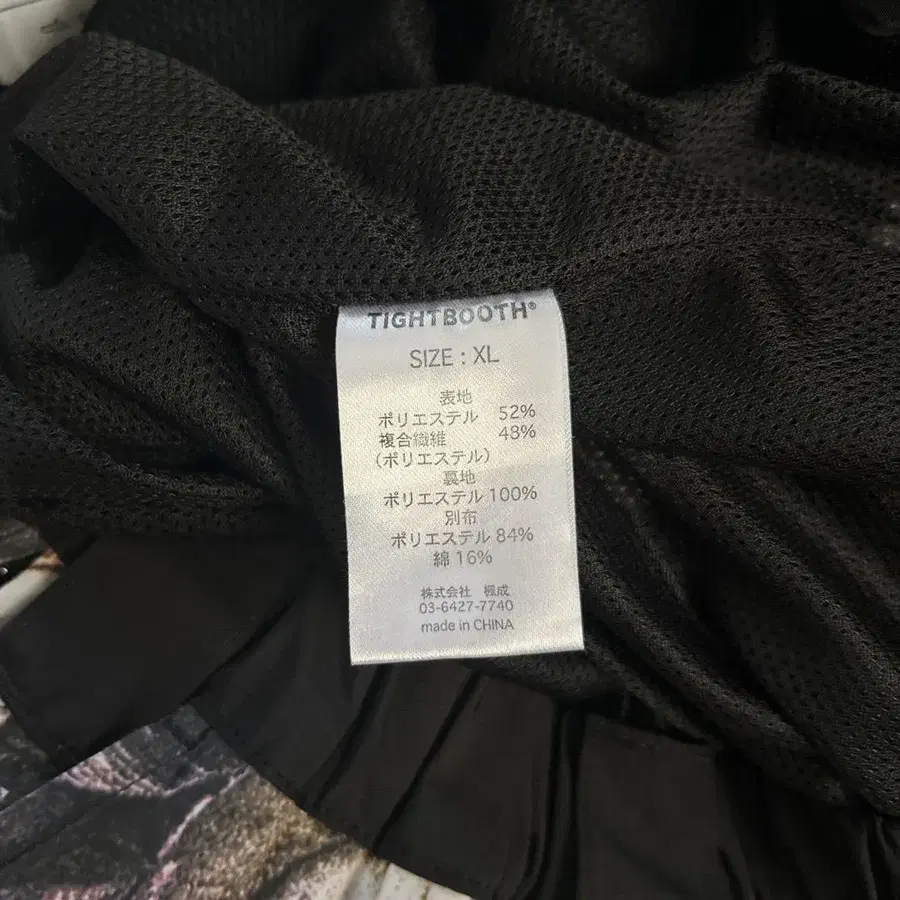 TIGHTBOOTH®
SIZE : XL
表地
ポリエステル 52%
複合繊維 48%
(ポリエステル)
裏地
ポリエステル 100%
別布
ポリエステル 84%
綿 16%
株式会社 楓成
03-6427-7740
made in CHINA